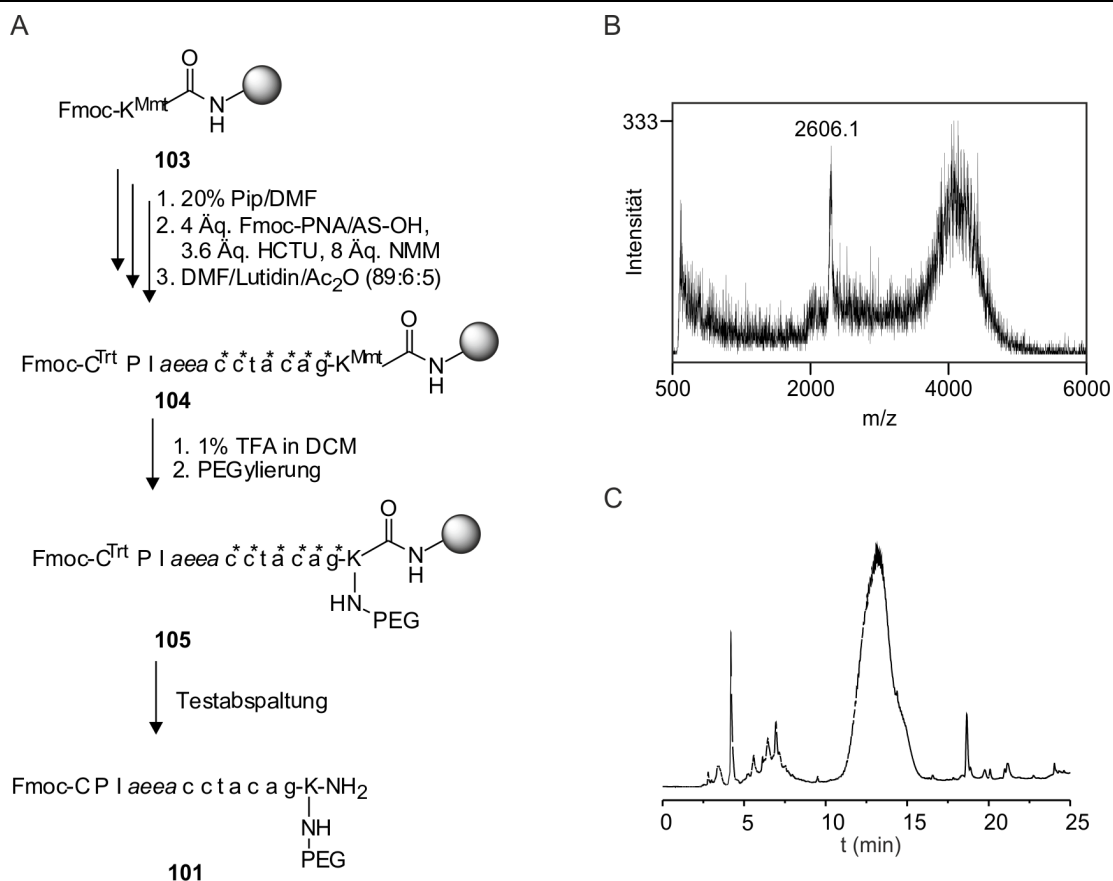 A
Fmoc-K^Mmt
O
N
H
103
1. 20% Pip/DMF
2. 4 Äq. Fmoc-PNA/AS-OH,
3.6 Äq. HCTU, 8 Äq. NMM
3. DMF/Lutidin/Ac₂O (89:6:5)
Fmoc-C^Trt P I aeea c* c* t a* c* a* g*-K^Mmt
O
N
H
104
1. 1% TFA in DCM
2. PEGylierung
Fmoc-C^Trt P I aeea c* c* t a* c* a* g*-K
O
N
H
HN
PEG
105
Testabspaltung
Fmoc-C P I aeea c c t a c a g-K-NH₂
NH
PEG
101
B
333
2606.1
Intensität
500 2000 4000 6000
m/z
C
0 5 10 15 20 25
t (min)